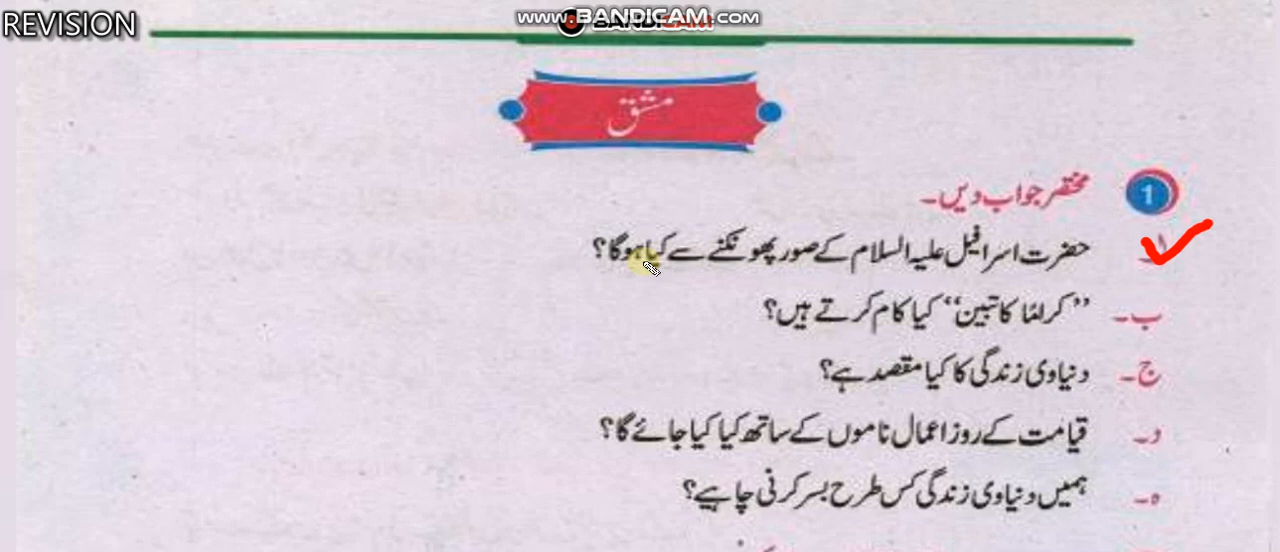 REVISION
www.BANDICAM.com
BANDICAM
مشق
1 مختصر جواب دیں۔
ا۔ حضرت اسرافیل علیہ السلام کے صور پھونکنے سے کیا ہوگا؟
ب۔ ”کراماً کاتبین“ کیا کام کرتے ہیں؟
ج۔ دنیاوی زندگی کا کیا مقصد ہے؟
د۔ قیامت کے روز اعمال ناموں کے ساتھ کیا کیا جائے گا؟
ہ۔ ہمیں دنیاوی زندگی کس طرح بسر کرنی چاہیے؟